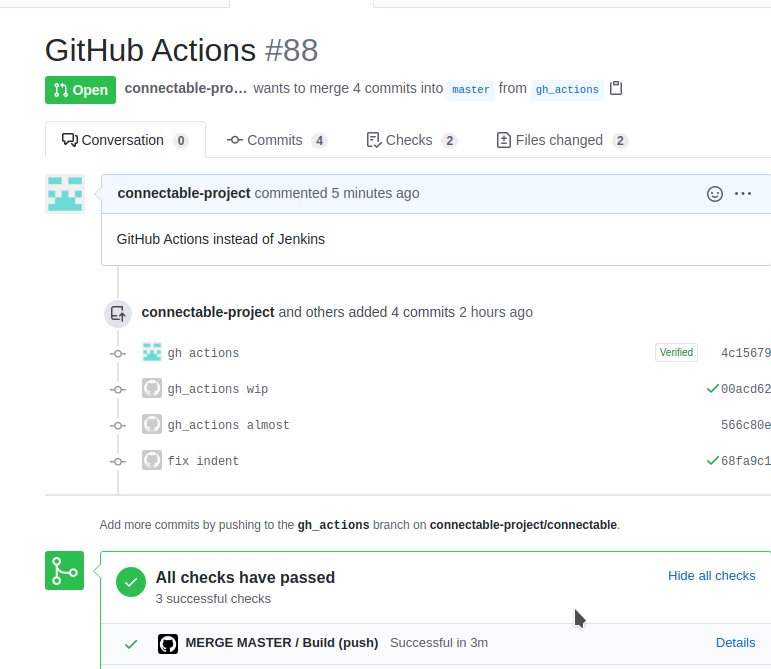 GitHub Actions #88
Open connectable-pro... wants to merge 4 commits into master from gh_actions
Conversation 0 Commits 4 Checks 2 Files changed 2
connectable-project commented 5 minutes ago
GitHub Actions instead of Jenkins
connectable-project and others added 4 commits 2 hours ago
gh actions Verified 4c15679
gh_actions wip 00acd62
gh_actions almost 566c80e
fix indent 68fa9c1
Add more commits by pushing to the gh_actions branch on connectable-project/connectable.
All checks have passed Hide all checks
3 successful checks
MERGE MASTER / Build (push) Successful in 3m Details